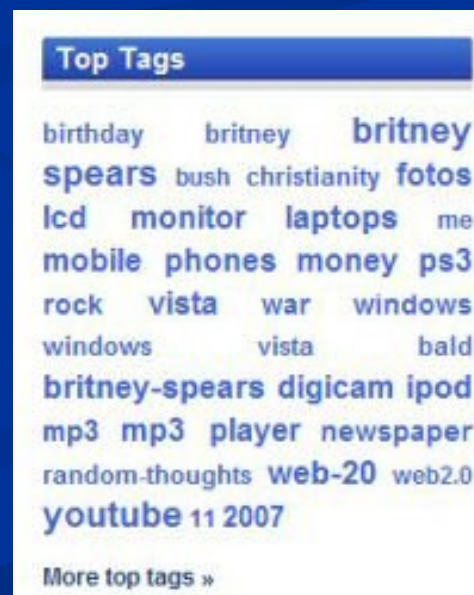 Top Tags
birthday britney britney
spears bush christianity fotos
lcd monitor laptops me
mobile phones money ps3
rock vista war windows
windows vista bald
britney-spears digicam ipod
mp3 mp3 player newspaper
random-thoughts web-20 web2.0
youtube 11 2007
More top tags »